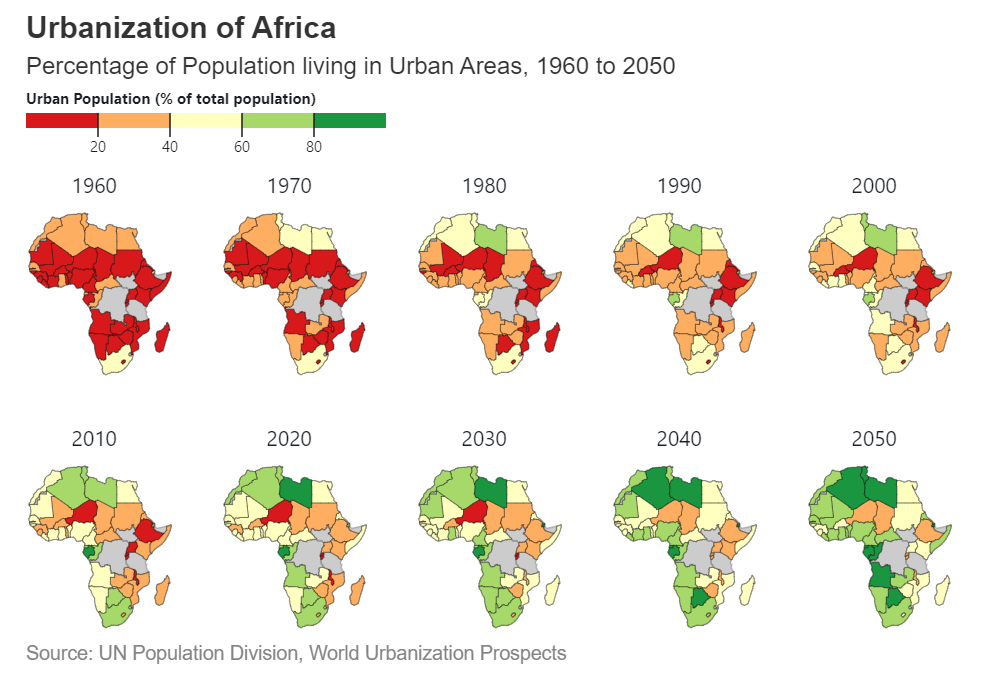 Urbanization of Africa
Percentage of Population living in Urban Areas, 1960 to 2050
Urban Population (% of total population)
20 40 60 80
1960 1970 1980 1990 2000
2010 2020 2030 2040 2050
Source: UN Population Division, World Urbanization Prospects